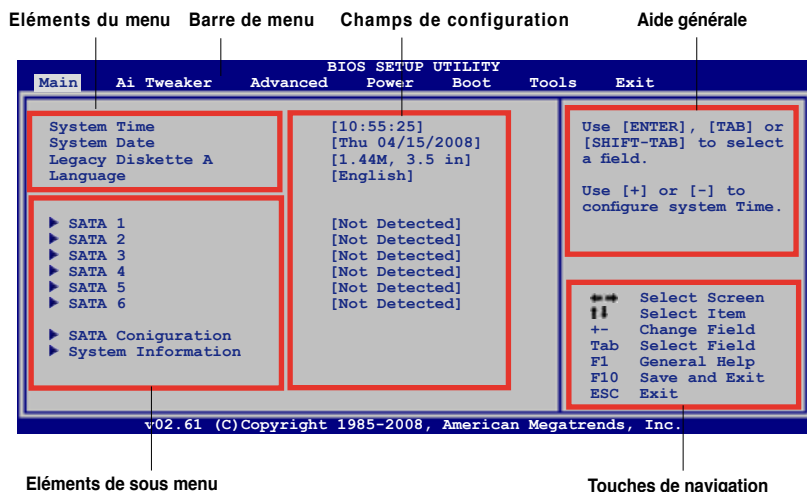 Eléments du menu Barre de menu Champs de configuration Aide générale
BIOS SETUP UTILITY
Main Ai Tweaker Advanced Power Boot Tools Exit
System Time [10:55:25]
System Date [Thu 04/15/2008]
Legacy Diskette A [1.44M, 3.5 in]
Language [English]
SATA 1 [Not Detected]
SATA 2 [Not Detected]
SATA 3 [Not Detected]
SATA 4 [Not Detected]
SATA 5 [Not Detected]
SATA 6 [Not Detected]
SATA Coniguration
System Information
Use [ENTER], [TAB] or
[SHIFT-TAB] to select
a field.
Use [+] or [-] to
configure system Time.
Select Screen
Select Item
+- Change Field
Tab Select Field
F1 General Help
F10 Save and Exit
ESC Exit
v02.61 (C)Copyright 1985-2008, American Megatrends, Inc.
Eléments de sous menu Touches de navigation